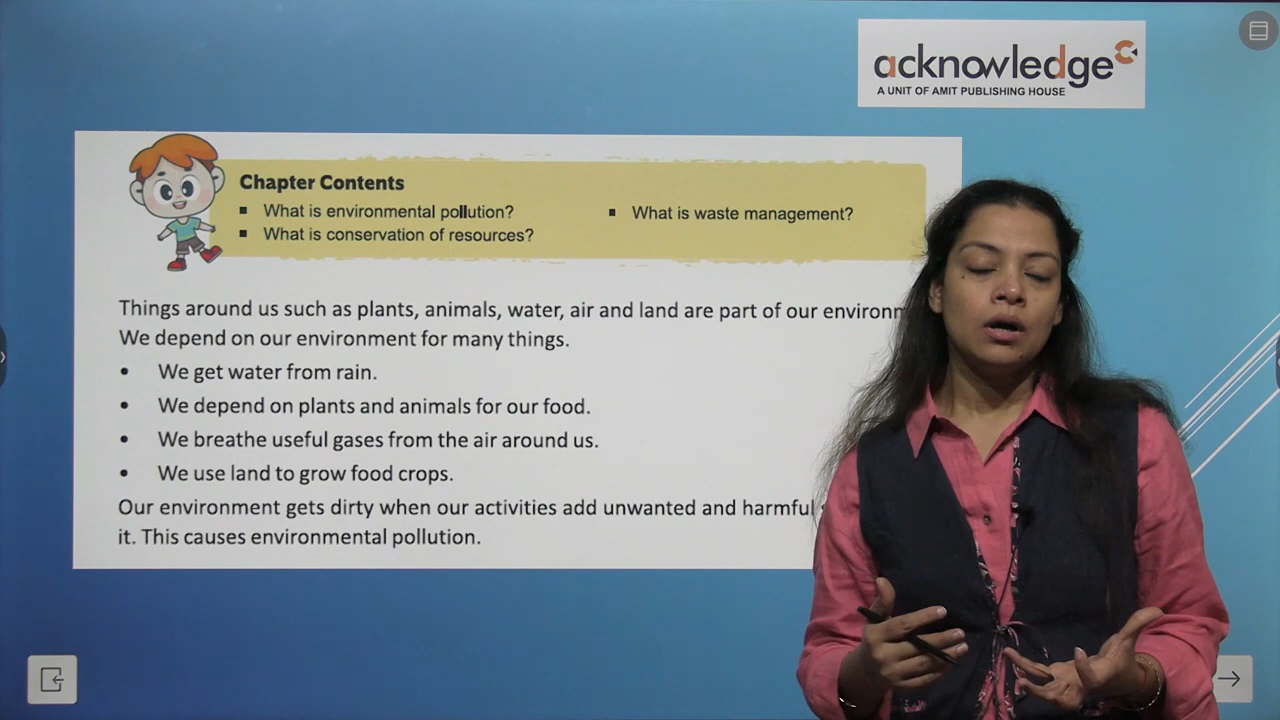 acknowledge
A UNIT OF AMIT PUBLISHING HOUSE
Chapter Contents
What is environmental pollution?
What is waste management?
What is conservation of resources?
Things around us such as plants, animals, water, air and land are part of our
We depend on our environment for many things.
We get water from rain.
We depend on plants and animals for our food.
We breathe useful gases from the air around us.
We use land to grow food crops.
Our environment gets dirty when our activities add unwanted and harmful
it. This causes environmental pollution.